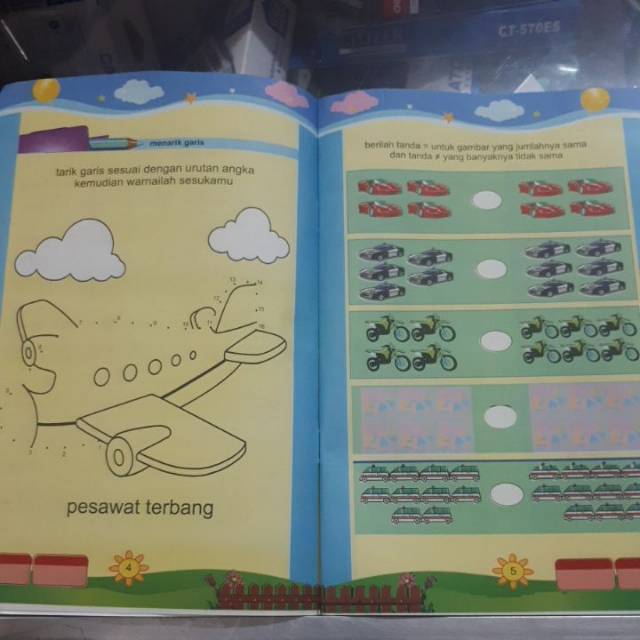 CT-570ES
menarik garis
tarik garis sesuai dengan urutan angka
kemudian warnailah sesukamu
pesawat terbang
4
berilah tanda = untuk gambar yang jumlahnya sama
dan tanda ≠ yang banyaknya tidak sama
5